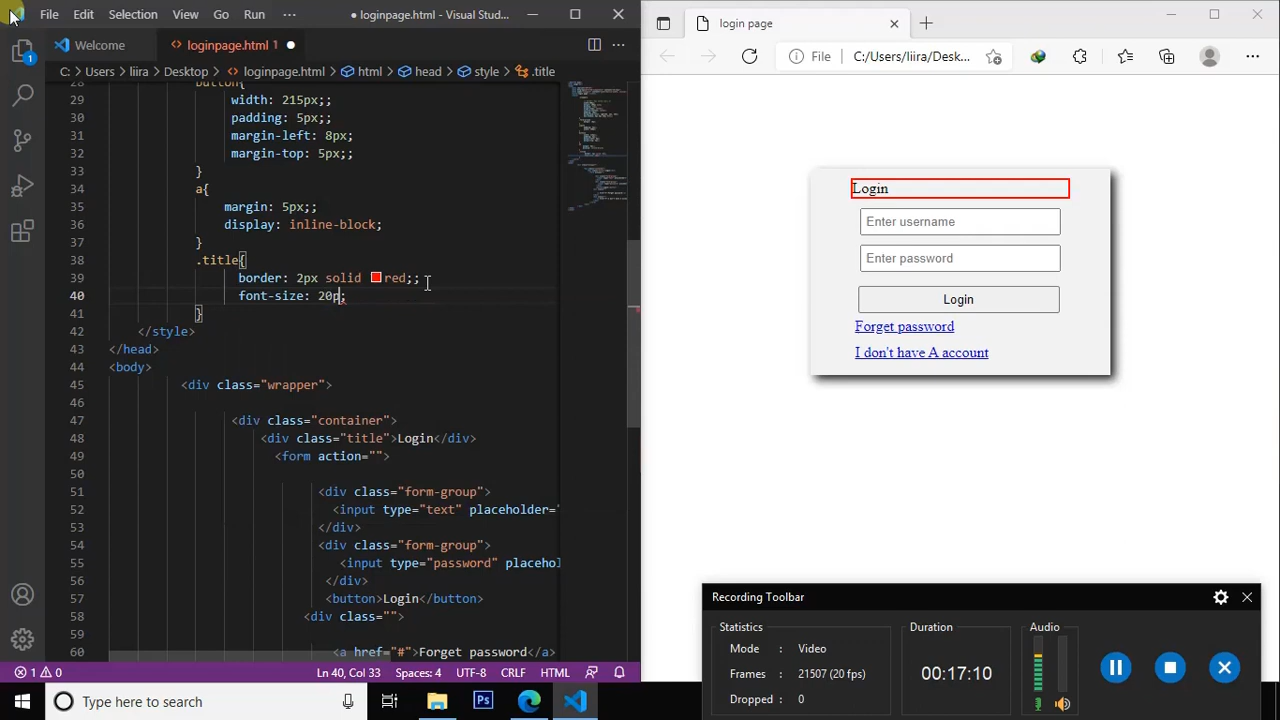 File Edit Selection View Go Run ··· ● loginpage.html - Visual Stud...
Welcome loginpage.html 1 ●
C: > Users > liira > Desktop > loginpage.html > html > head > style > .title
28 button{
29 width: 215px;;
30 padding: 5px;;
31 margin-left: 8px;
32 margin-top: 5px;;
33 }
34 a{
35 margin: 5px;;
36 display: inline-block;
37 }
38 .title{
39 border: 2px solid red;;
40 font-size: 20p;
41 }
42 </style>
43 </head>
44 <body>
45 <div class="wrapper">
46
47 <div class="container">
48 <div class="title">Login</div>
49 <form action="">
50
51 <div class="form-group">
52 <input type="text" placeholder=
53 </div>
54 <div class="form-group">
55 <input type="password" placehol
56 </div>
57 <button>Login</button>
58 <div class="">
59
60 <a href="#">Forget password</a>
1
1 0 Ln 40, Col 33 Spaces: 4 UTF-8 CRLF HTML
Type here to search
Ps
login page
File C:/Users/liira/Desk...
Login
Enter username
Enter password
Login
Forget password
I don't have A account
Recording Toolbar
Statistics
Mode : Video
Frames : 21507 (20 fps)
Dropped : 0
Duration
00:17:10
Audio